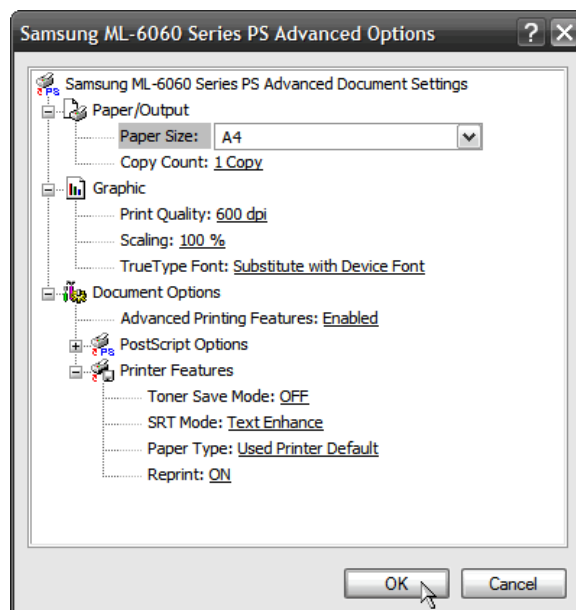 Samsung ML-6060 Series PS Advanced Options
Samsung ML-6060 Series PS Advanced Document Settings
Paper/Output
Paper Size: A4
Copy Count: 1 Copy
Graphic
Print Quality: 600 dpi
Scaling: 100 %
TrueType Font: Substitute with Device Font
Document Options
Advanced Printing Features: Enabled
PostScript Options
Printer Features
Toner Save Mode: OFF
SRT Mode: Text Enhance
Paper Type: Used Printer Default
Reprint: ON
OK Cancel